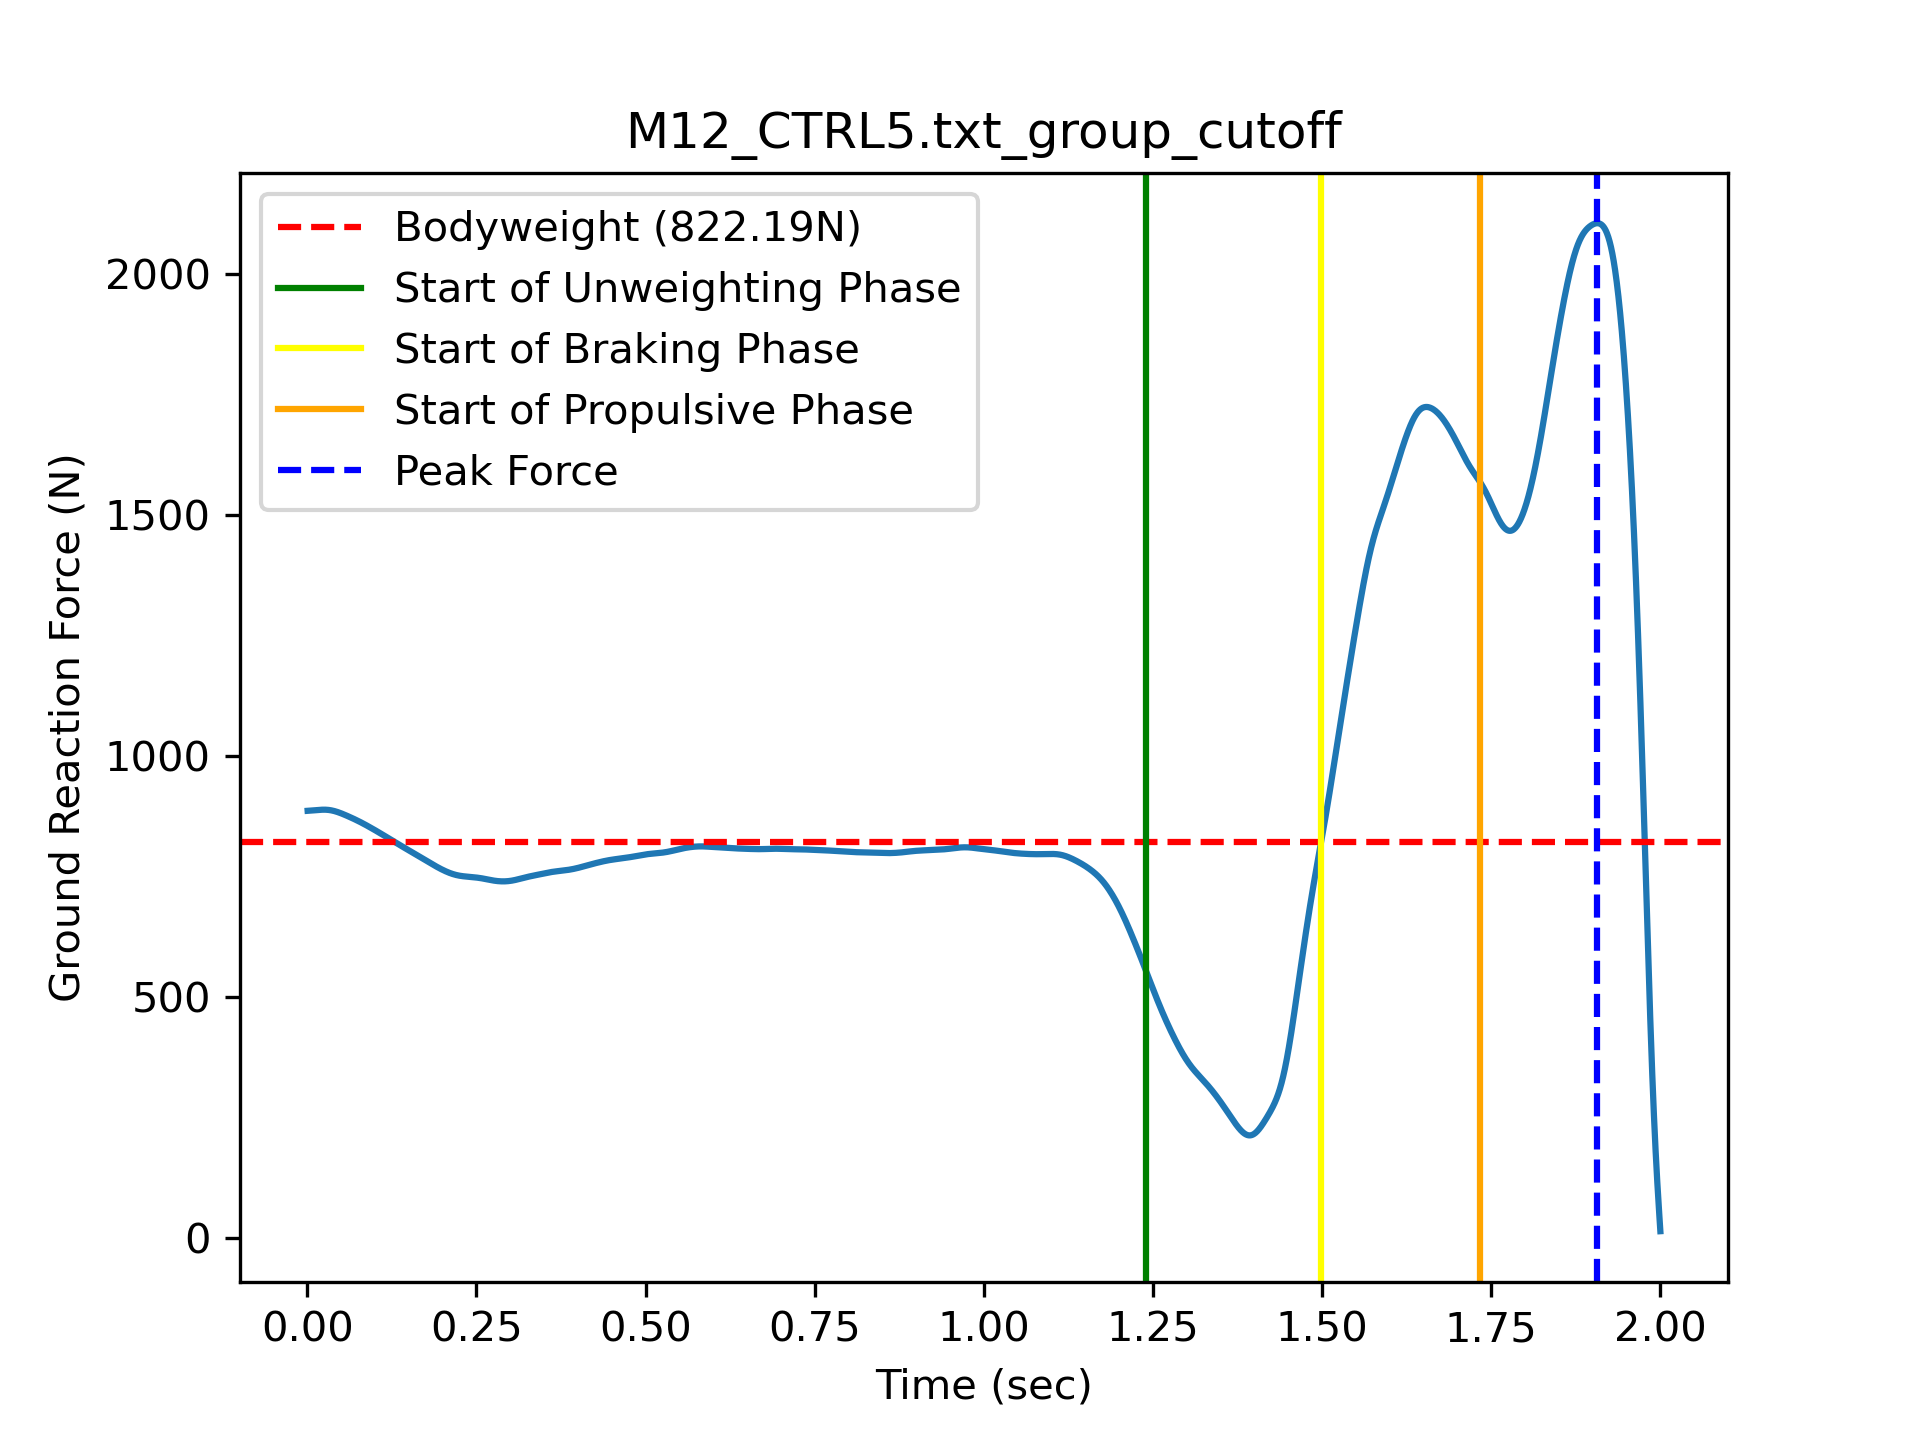 M12_CTRL5.txt_group_cutoff
Bodyweight (822.19N)
Start of Unweighting Phase
Start of Braking Phase
Start of Propulsive Phase
Peak Force
Ground Reaction Force (N)
2000
1500
1000
500
0
0.00 0.25 0.50 0.75 1.00 1.25 1.50 1.75 2.00
Time (sec)